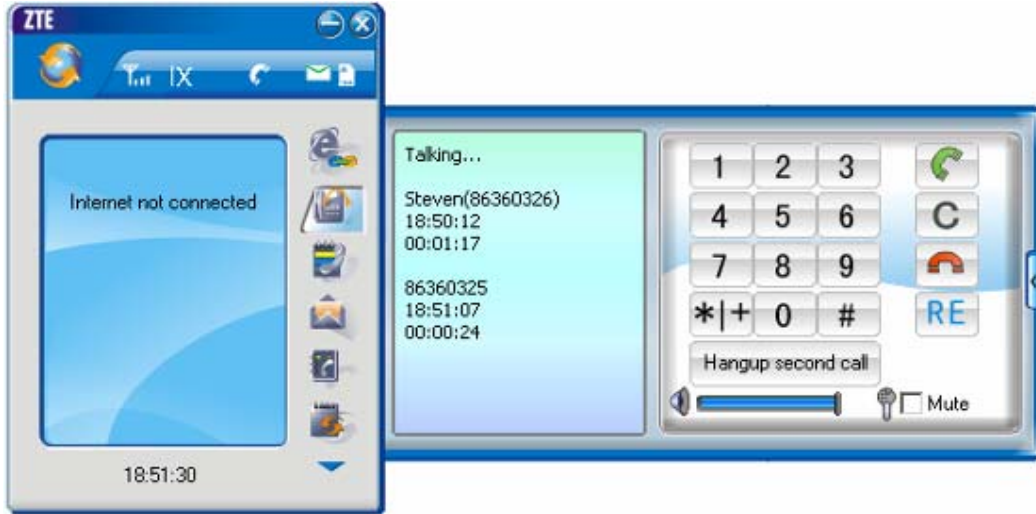 ZTE
IX
Internet not connected
18:51:30
Talking...
Steven(86360326)
18:50:12
00:01:17
86360325
18:51:07
00:00:24
1 2 3
4 5 6 C
7 8 9
*|+ 0 # RE
Hangup second call
Mute